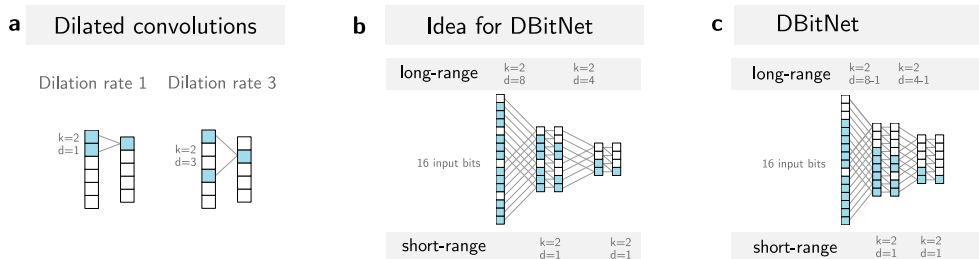 a Dilated convolutions
Dilation rate 1
k=2
d=1
Dilation rate 3
k=2
d=3
b Idea for DBitNet
long-range
k=2
d=8
k=2
d=4
16 input bits
short-range
k=2
d=1
k=2
d=1
c DBitNet
long-range
k=2
d=8-1
k=2
d=4-1
16 input bits
short-range
k=2
d=1
k=2
d=1